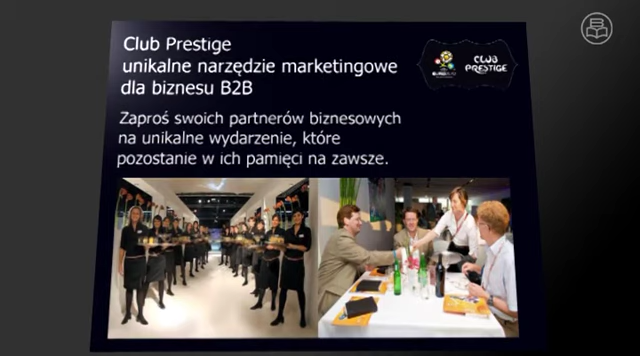 Club Prestige
unikalne narzędzie marketingowe
dla biznesu B2B
CLUB
PRESTIGE
Zaproś swoich partnerów biznesowych
na unikalne wydarzenie, które
pozostanie w ich pamięci na zawsze.